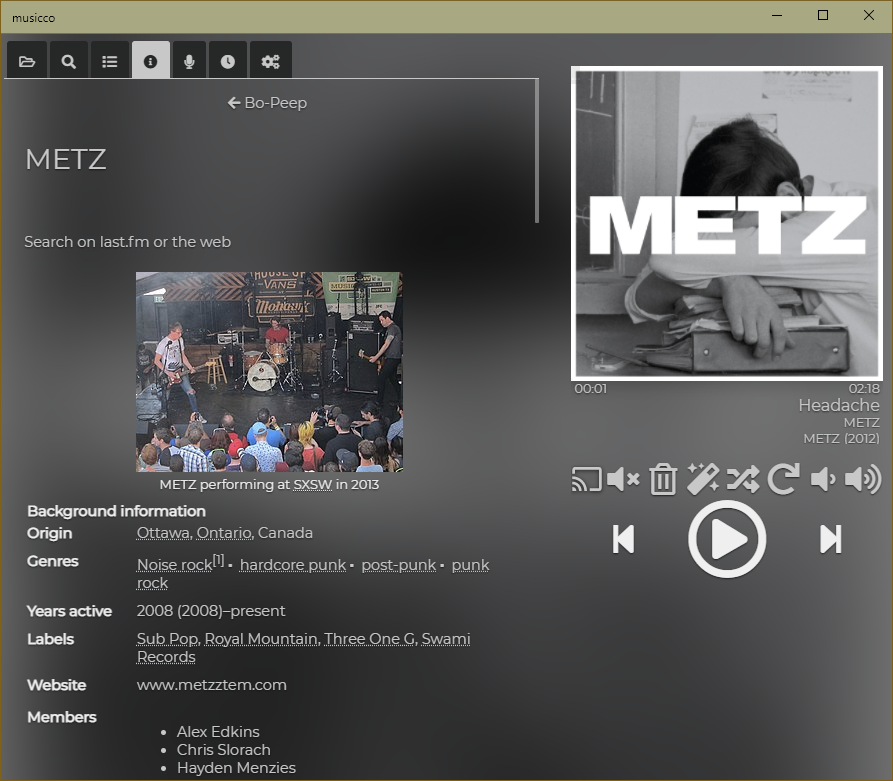 musicco
Bo-Peep
METZ
Search on last.fm or the web
HOUSE OF
VANS
Mohawk
METZ performing at SXSW in 2013
Background information
Origin Ottawa, Ontario, Canada
Genres Noise rock[1] · hardcore punk · post-punk · punk
rock
Years active 2008 (2008)–present
Labels Sub Pop, Royal Mountain, Three One G, Swami
Records
Website www.metzztem.com
Members
• Alex Edkins
• Chris Slorach
• Hayden Menzies
METZ
00:01 02:18
Headache
METZ
METZ (2012)